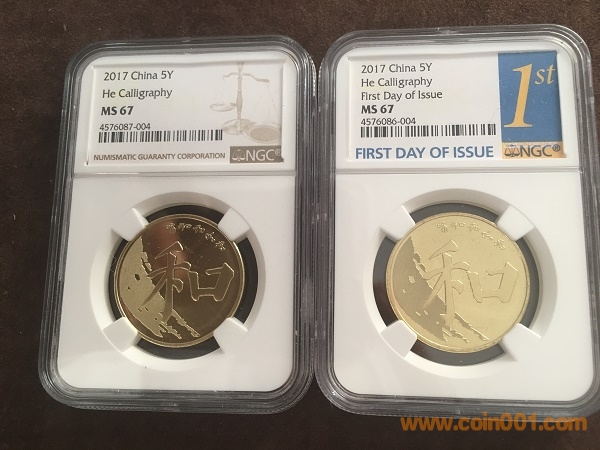 2017 China 5Y
He Calligraphy
MS 67
4576087-004
NUMISMATIC GUARANTY CORPORATION
NGC®
和
2017 China 5Y
He Calligraphy
First Day of Issue
MS 67
4576086-004
1st
FIRST DAY OF ISSUE
NGC®
和
www.coin001.com